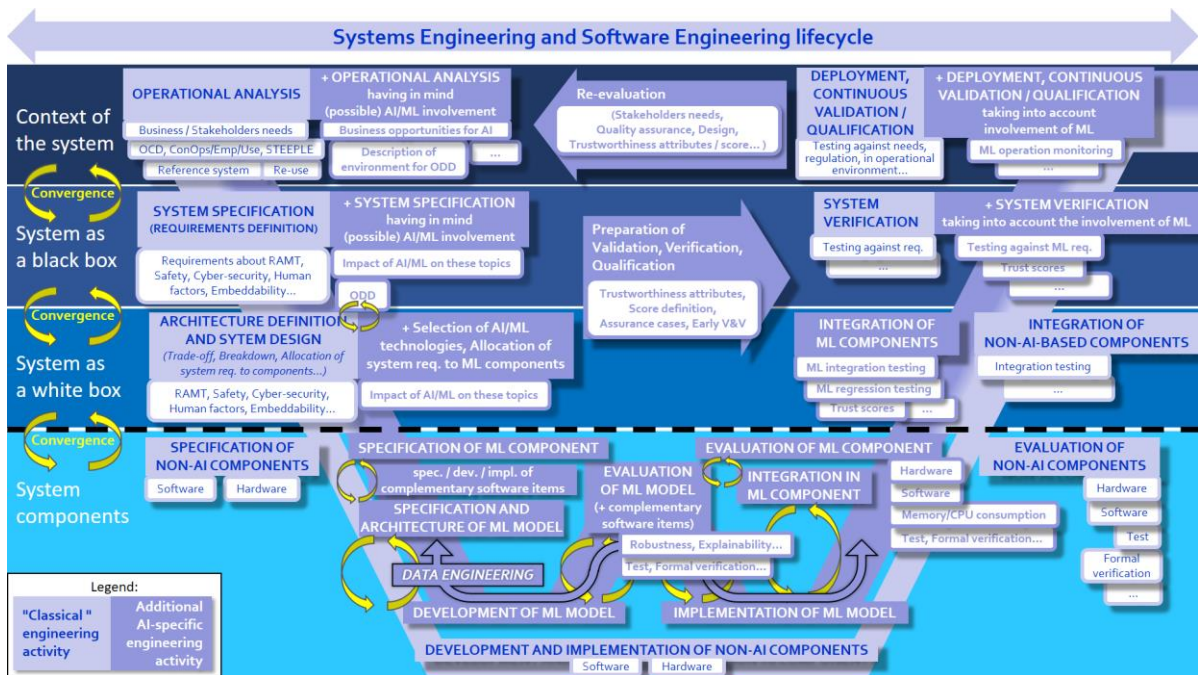 Systems Engineering and Software Engineering lifecycle
Context of
the system
Convergence
System as
a black box
Convergence
System as
a white box
Convergence
System
components
OPERATIONAL ANALYSIS
Business / Stakeholders needs
OCD, ConOps/Emp/Use, STEEPLE
Reference system
Re-use
+ OPERATIONAL ANALYSIS
having in mind
(possible) AI/ML involvement
Business opportunities for AI
Description of
environment for ODD
...
Re-evaluation
(Stakeholders needs,
Quality assurance, Design,
Trustworthiness attributes / score... )
DEPLOYMENT,
CONTINUOUS
VALIDATION /
QUALIFICATION
Testing against needs,
regulation, in operational
environment...
+ DEPLOYMENT, CONTINUOUS
VALIDATION / QUALIFICATION
taking into account
involvement of ML
ML operation monitoring
...
SYSTEM SPECIFICATION
(REQUIREMENTS DEFINITION)
Requirements about RAMT,
Safety, Cyber-security, Human
factors, Embeddability...
+ SYSTEM SPECIFICATION
having in mind
(possible) AI/ML involvement
Impact of AI/ML on these topics
ODD
Preparation of
Validation, Verification,
Qualification
Trustworthiness attributes,
Score definition,
Assurance cases, Early V&V
SYSTEM
VERIFICATION
Testing against req.
...
+ SYSTEM VERIFICATION
taking into account the involvement of ML
Testing against ML req.
Trust scores
...
ARCHITECTURE DEFINITION
AND SYTEM DESIGN
(Trade-off, Breakdown, Allocation of
system req. to components...)
RAMT, Safety, Cyber-security,
Human factors, Embeddability...
+ Selection of AI/ML
technologies, Allocation of
system req. to ML components
Impact of AI/ML on these topics
INTEGRATION OF
ML COMPONENTS
ML integration testing
ML regression testing
Trust scores
...
INTEGRATION OF
NON-AI-BASED COMPONENTS
Integration testing
...
SPECIFICATION OF
NON-AI COMPONENTS
Software
Hardware
SPECIFICATION OF ML COMPONENT
spec. / dev. / impl. of
complementary software items
SPECIFICATION AND
ARCHITECTURE OF ML MODEL
DATA ENGINEERING
DEVELOPMENT OF ML MODEL
EVALUATION
OF ML MODEL
(+ complementary
software items)
Robustness, Explainability...
Test, Formal verification...
EVALUATION OF ML COMPONENT
INTEGRATION IN
ML COMPONENT
Hardware
Software
Memory/CPU consumption
Test, Formal verification...
IMPLEMENTATION OF ML MODEL
EVALUATION OF
NON-AI COMPONENTS
Hardware
Software
Test
Formal
verification
...
DEVELOPMENT AND IMPLEMENTATION OF NON-AI COMPONENTS
Software
Hardware
Legend:
"Classical "
engineering
activity
Additional
AI-specific
engineering
activity